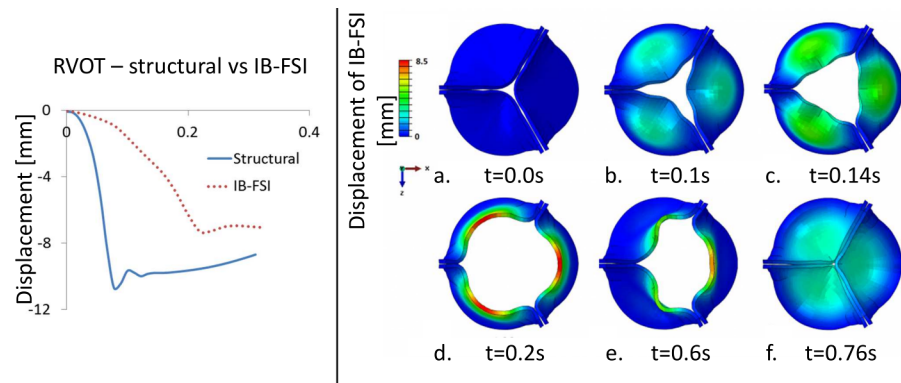 RVOT – structural vs IB-FSI
Displacement [mm]
0
-4
-8
-12
0
0.2
0.4
Structural
IB-FSI
Displacement of IB-FSI
[mm]
8.5
0
x
z
a. t=0.0s
b. t=0.1s
c. t=0.14s
d. t=0.2s
e. t=0.6s
f. t=0.76s